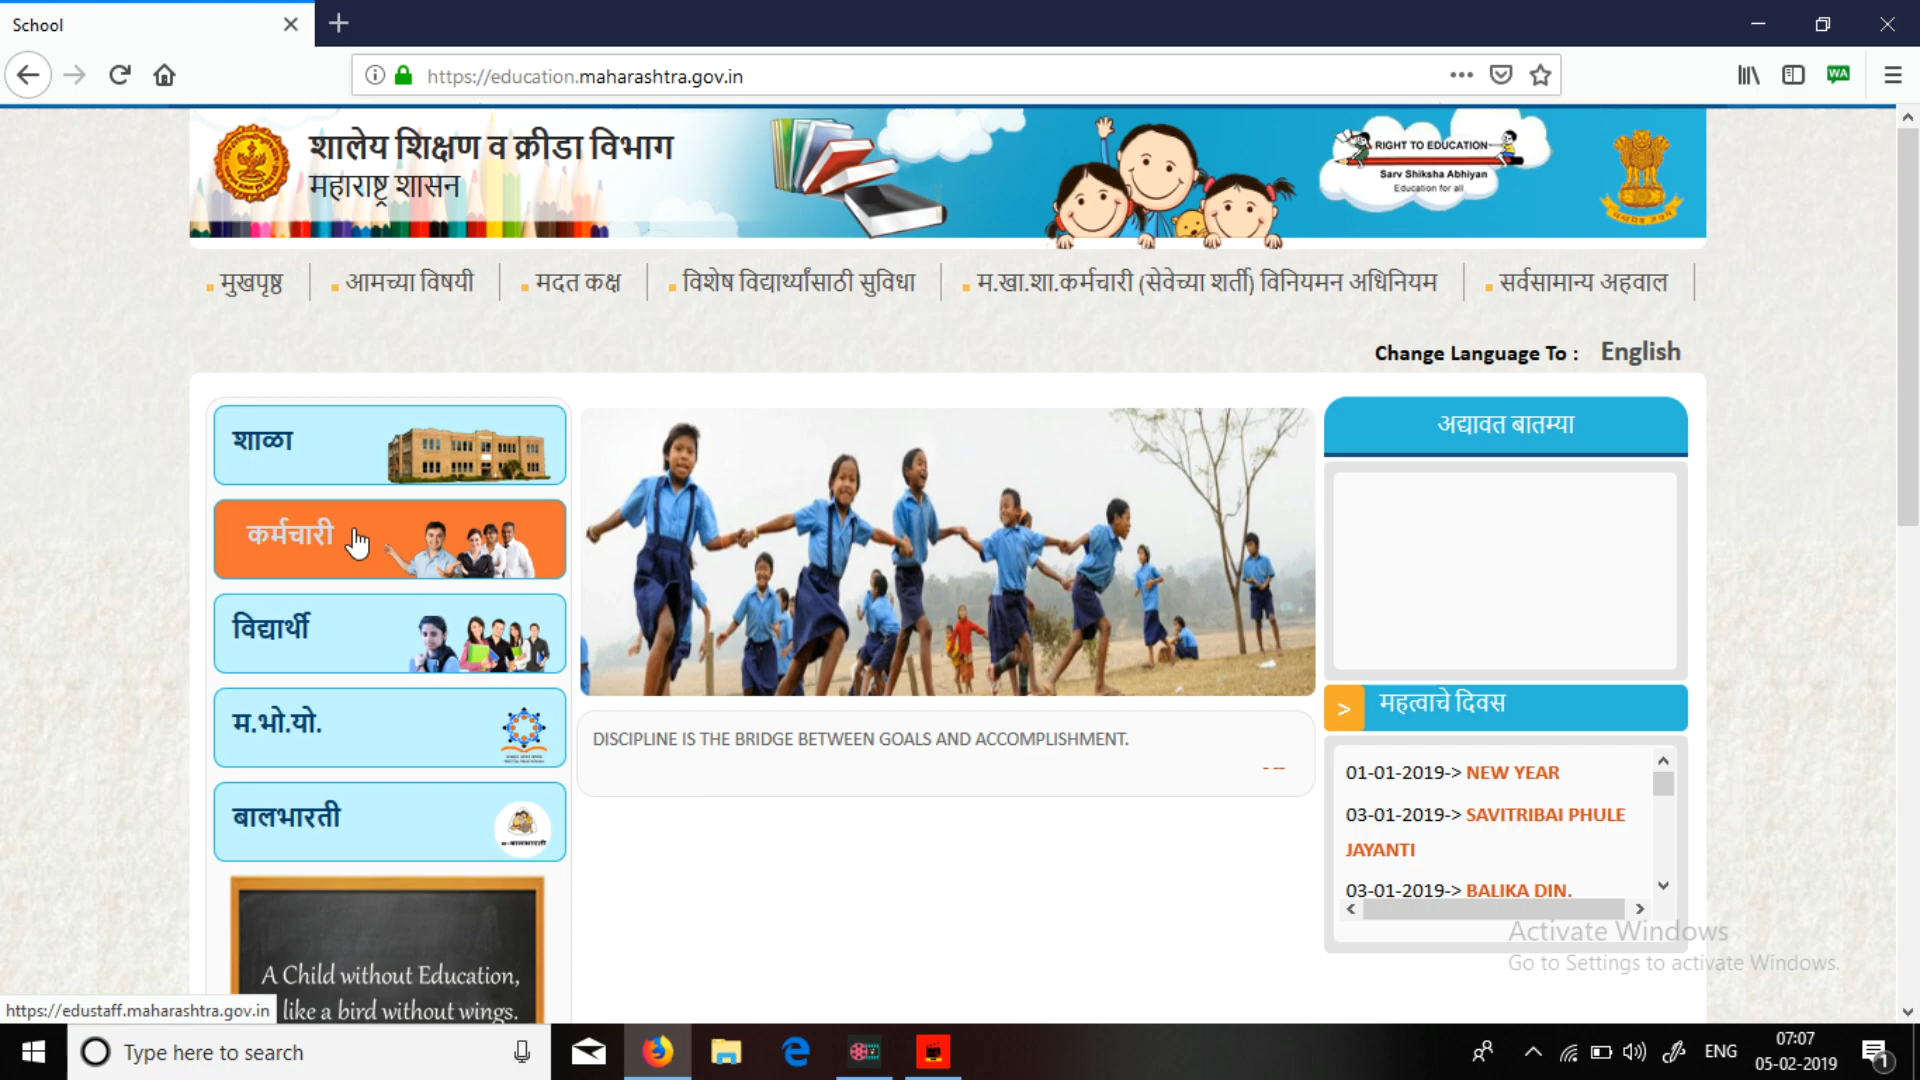 School
https://education.maharashtra.gov.in
WA
शालेय शिक्षण व क्रीडा विभाग
महाराष्ट्र शासन
RIGHT TO EDUCATION
Sarv Shiksha Abhiyan
Education for all
मुखपृष्ठ
आमच्या विषयी
मदत कक्ष
विशेष विद्यार्थ्यांसाठी सुविधा
म.खा.शा.कर्मचारी (सेवेच्या शर्ती) विनियमन अधिनियम
सर्वसामान्य अहवाल
Change Language To : English
शाळा
कर्मचारी
विद्यार्थी
म.भो.यो.
बालभारती
e-बालभारती
A Child without Education,
like a bird without wings.
DISCIPLINE IS THE BRIDGE BETWEEN GOALS AND ACCOMPLISHMENT.
- --
अद्यावत बातम्या
> महत्वाचे दिवस
01-01-2019-> NEW YEAR
03-01-2019-> SAVITRIBAI PHULE
JAYANTI
03-01-2019-> BALIKA DIN.
Activate Windows
Go to Settings to activate Windows.
https://edustaff.maharashtra.gov.in
Type here to search
ENG
07:07
05-02-2019
1